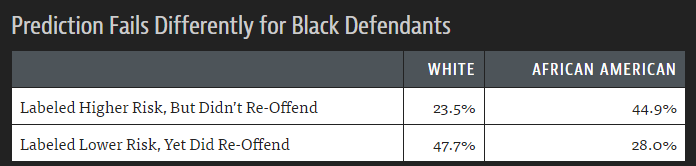 Prediction Fails Differently for Black Defendants
WHITE AFRICAN AMERICAN
Labeled Higher Risk, But Didn’t Re-Offend 23.5% 44.9%
Labeled Lower Risk, Yet Did Re-Offend 47.7% 28.0%